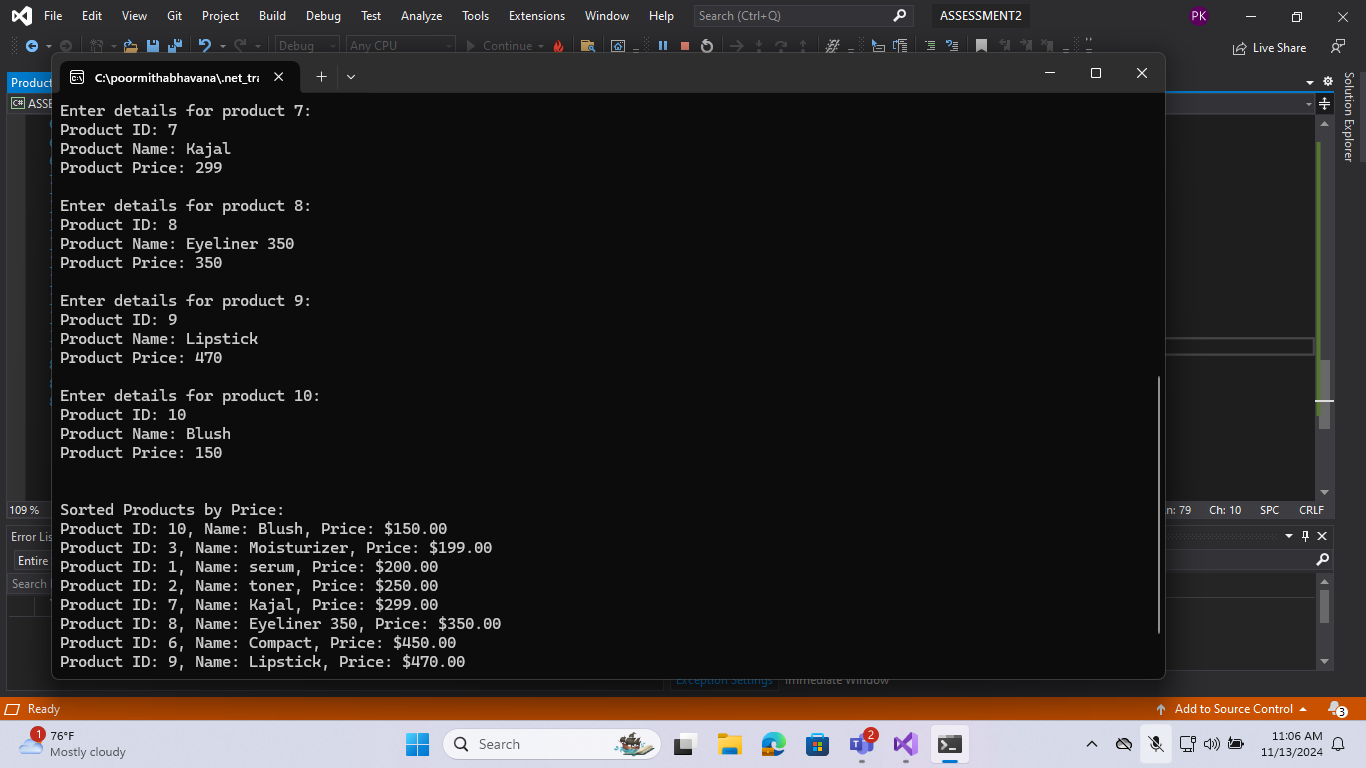 File Edit View Git Project Build Debug Test Analyze Tools Extensions Window Help Search (Ctrl+Q) ASSESSMENT2 PK
Debug Any CPU Continue Live Share
Product
C:\poormithabhavana\.net_tra
C# ASSE
Solution Explorer
Enter details for product 7:
Product ID: 7
Product Name: Kajal
Product Price: 299
Enter details for product 8:
Product ID: 8
Product Name: Eyeliner 350
Product Price: 350
Enter details for product 9:
Product ID: 9
Product Name: Lipstick
Product Price: 470
Enter details for product 10:
Product ID: 10
Product Name: Blush
Product Price: 150
Sorted Products by Price:
Product ID: 10, Name: Blush, Price: $150.00
Product ID: 3, Name: Moisturizer, Price: $199.00
Product ID: 1, Name: serum, Price: $200.00
Product ID: 2, Name: toner, Price: $250.00
Product ID: 7, Name: Kajal, Price: $299.00
Product ID: 8, Name: Eyeliner 350, Price: $350.00
Product ID: 6, Name: Compact, Price: $450.00
Product ID: 9, Name: Lipstick, Price: $470.00
109 % n: 79 Ch: 10 SPC CRLF
Error Lis
Entire
Search
Exception Settings Immediate Window
Ready Add to Source Control 3
1 76°F
Mostly cloudy
Search
2
11:06 AM
11/13/2024